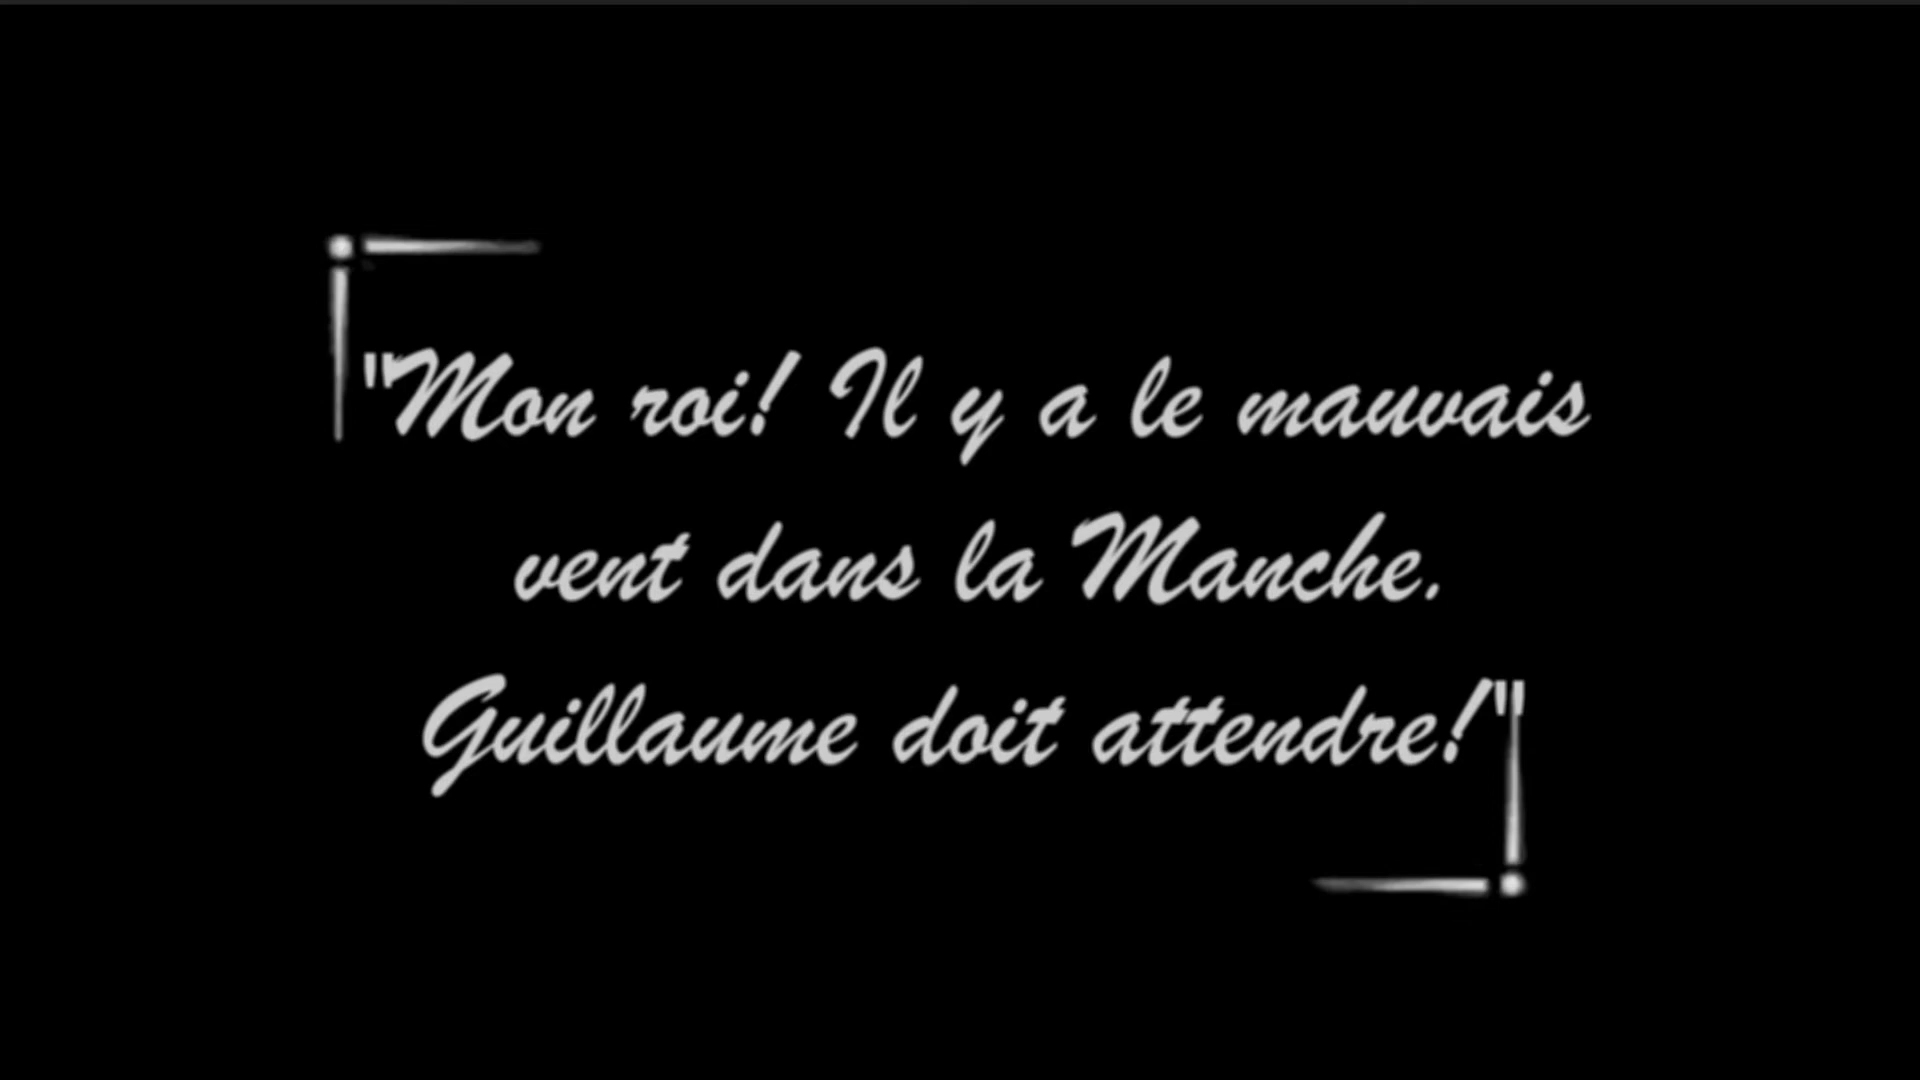 "Mon roi! Il y a le mauvais
vent dans la Manche.
Guillaume doit attendre!"